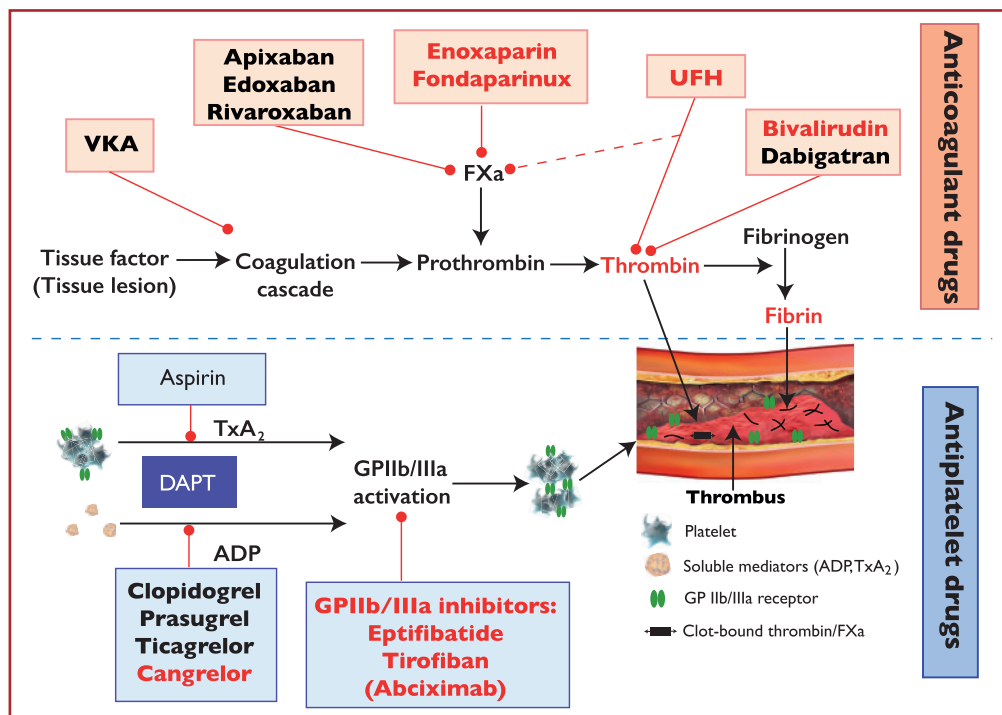 Apixaban
Edoxaban
Rivaroxaban
Enoxaparin
Fondaparinux
UFH
VKA
Bivalirudin
Dabigatran
FXa
Tissue factor
(Tissue lesion)
Coagulation
cascade
Prothrombin
Thrombin
Fibrinogen
Fibrin
Anticoagulant drugs
Aspirin
TxA₂
DAPT
GPIIb/IIIa
activation
ADP
Clopidogrel
Prasugrel
Ticagrelor
Cangrelor
GPIIb/IIIa inhibitors:
Eptifibatide
Tirofiban
(Abciximab)
Thrombus
Platelet
Soluble mediators (ADP,TxA₂)
GP IIb/IIIa receptor
Clot-bound thrombin/FXa
Antiplatelet drugs